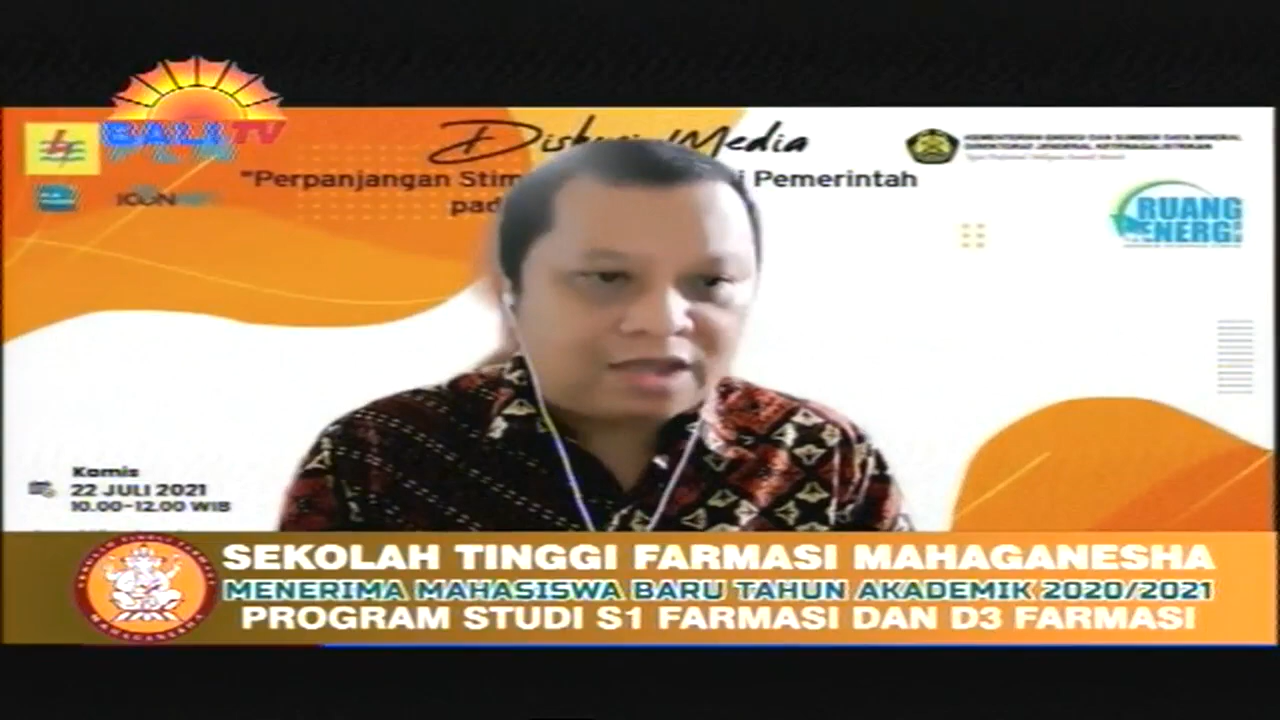 BALI TV
Diskusi Media
KEMENTERIAN ENERGI DAN SUMBER DAYA MINERAL
DIREKTORAT JENDERAL KETENAGALISTRIKAN
"Perpanjangan Stim Pemerintah
pad
ICON
RUANG
ENERGI
Kamis
22 JULI 2021
10.00-12.00 WIB
SEKOLAH TINGGI FARMASI MAHAGANESHA
MENERIMA MAHASISWA BARU TAHUN AKADEMIK 2020/2021
PROGRAM STUDI S1 FARMASI DAN D3 FARMASI
MAHAGANESHA